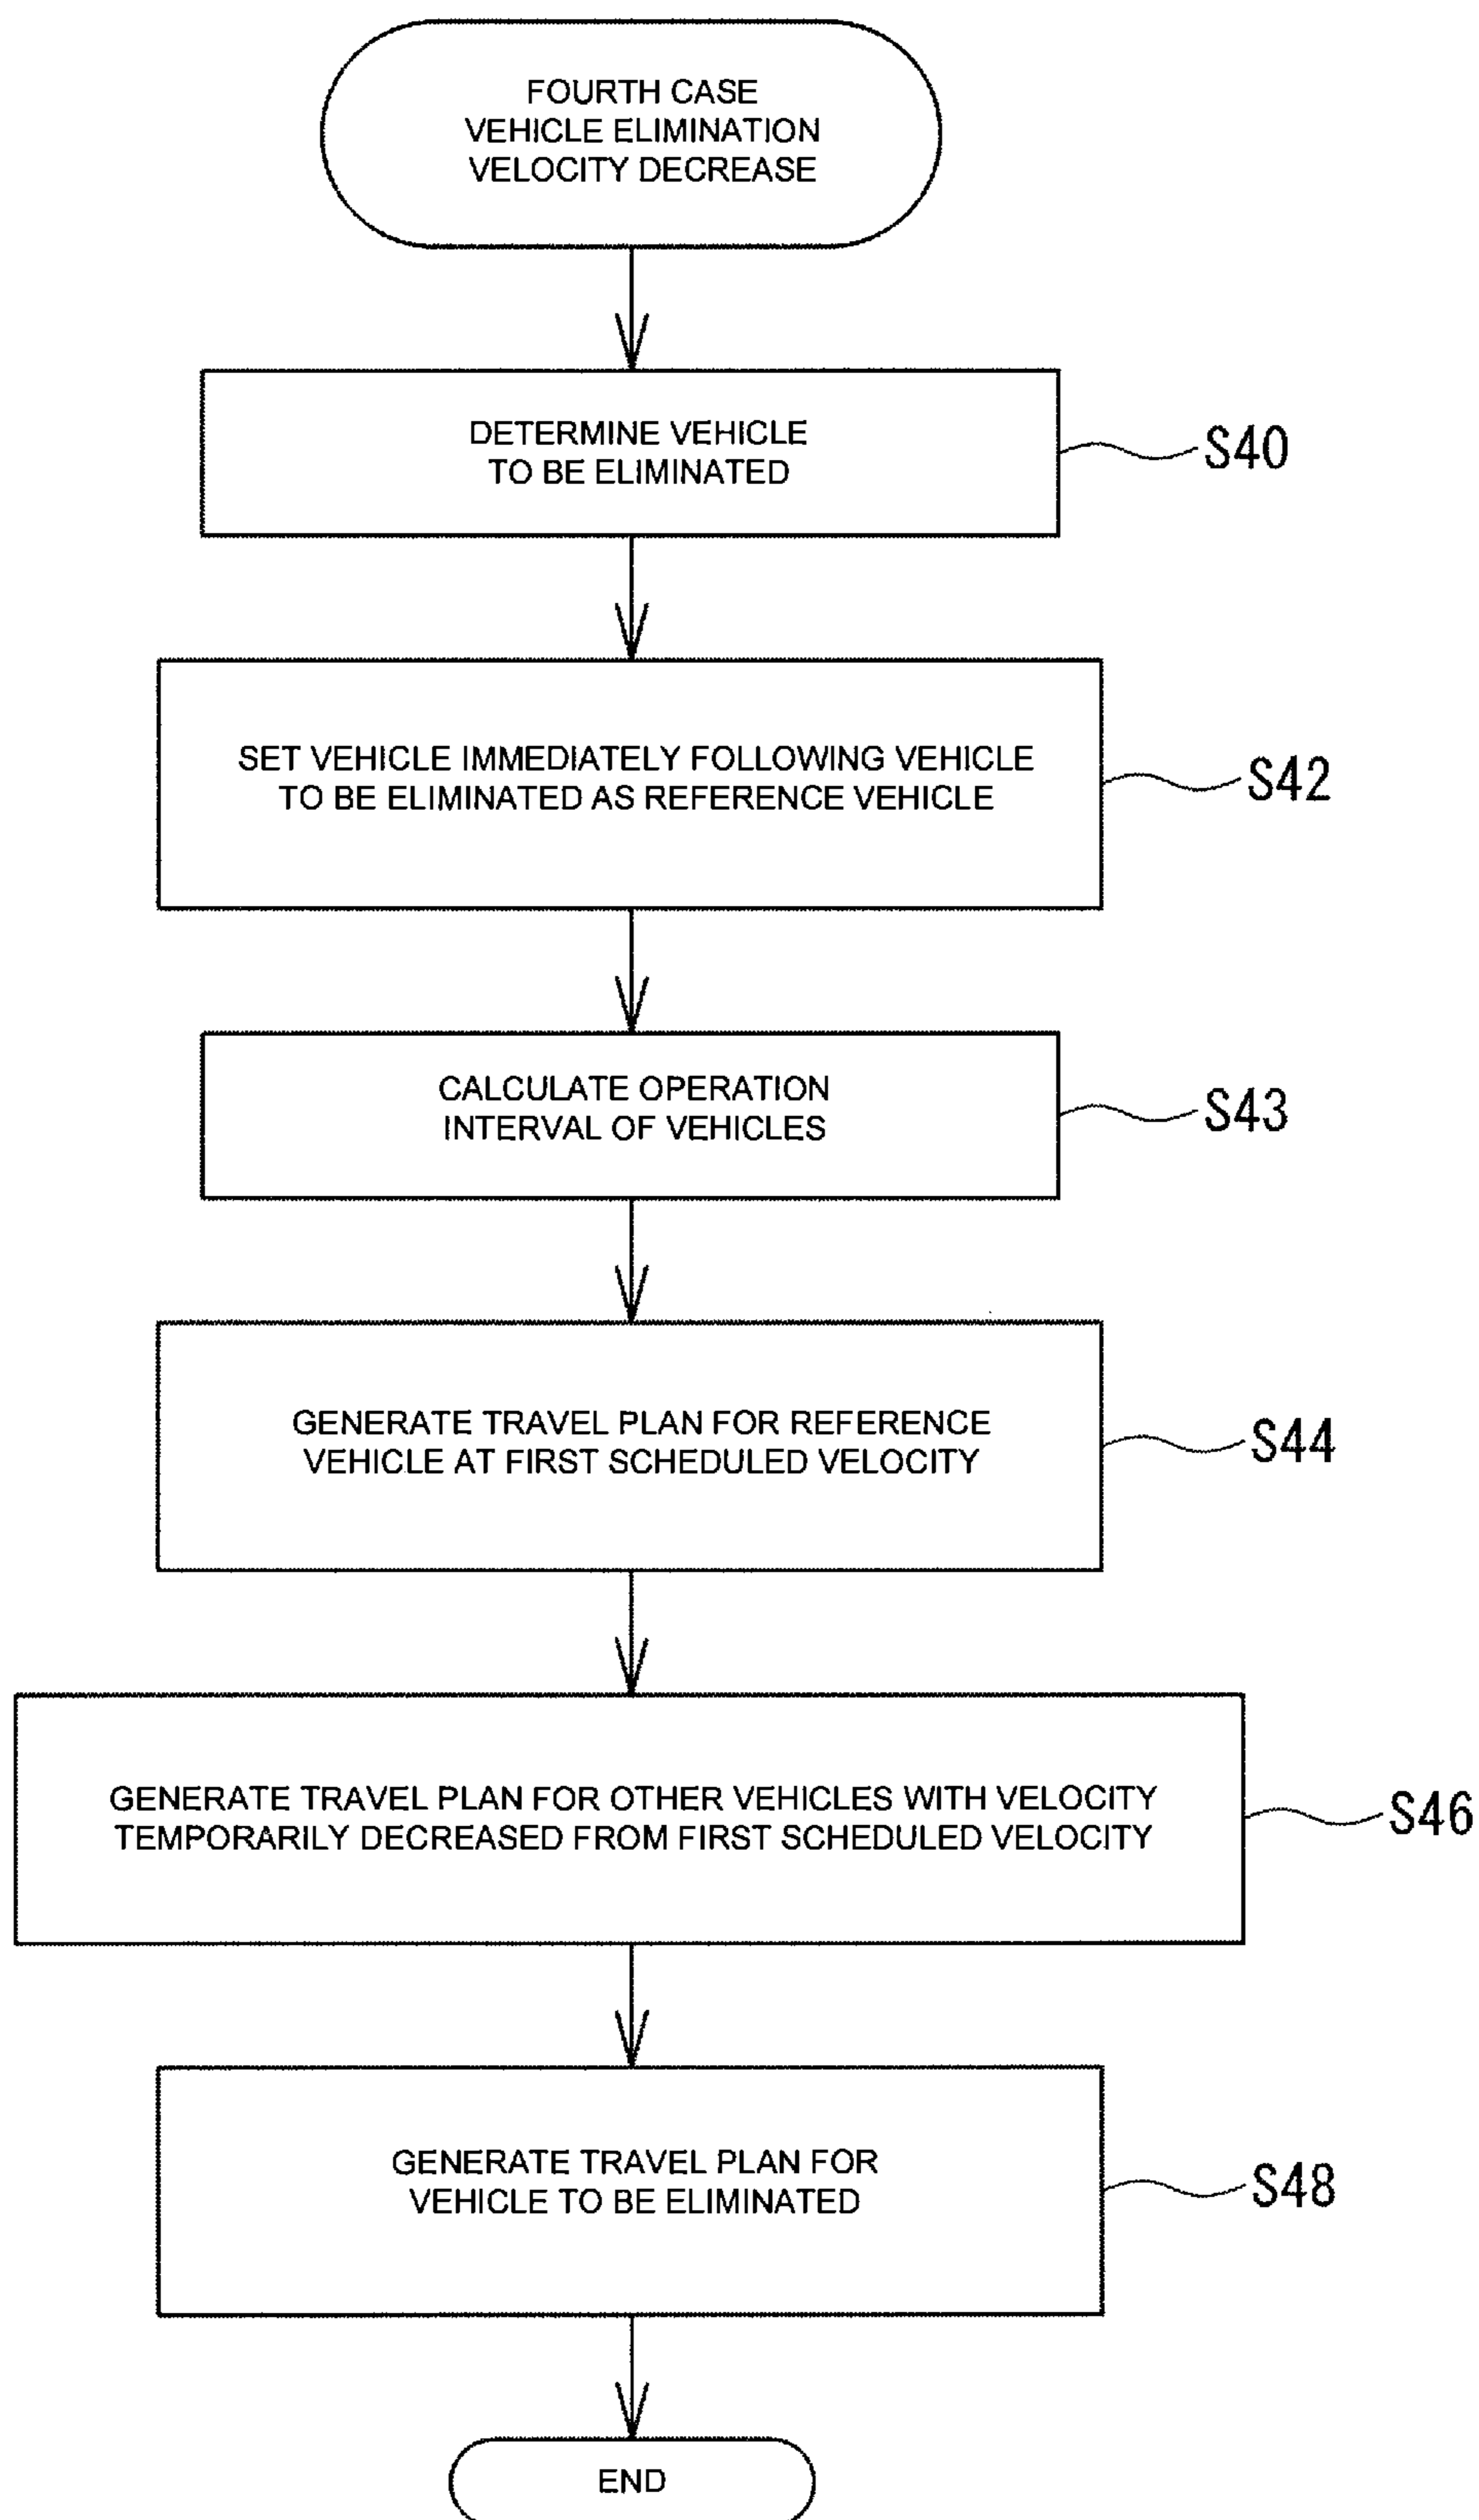 FOURTH CASE
VEHICLE ELIMINATION
VELOCITY DECREASE
DETERMINE VEHICLE
TO BE ELIMINATED
S40
SET VEHICLE IMMEDIATELY FOLLOWING VEHICLE
TO BE ELIMINATED AS REFERENCE VEHICLE
S42
CALCULATE OPERATION
INTERVAL OF VEHICLES
S43
GENERATE TRAVEL PLAN FOR REFERENCE
VEHICLE AT FIRST SCHEDULED VELOCITY
S44
GENERATE TRAVEL PLAN FOR OTHER VEHICLES WITH VELOCITY
TEMPORARILY DECREASED FROM FIRST SCHEDULED VELOCITY
S46
GENERATE TRAVEL PLAN FOR
VEHICLE TO BE ELIMINATED
S48
END